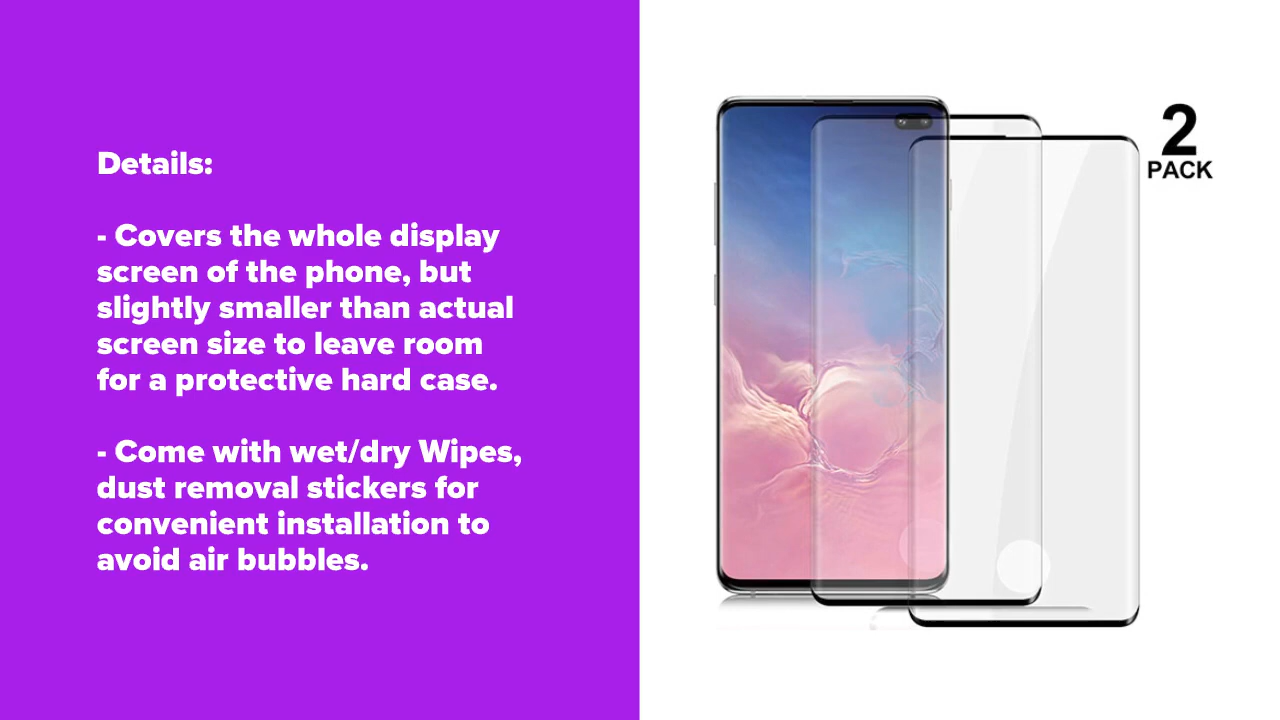 Details:
- Covers the whole display
screen of the phone, but
slightly smaller than actual
screen size to leave room
for a protective hard case.
- Come with wet/dry Wipes,
dust removal stickers for
convenient installation to
avoid air bubbles.
2
PACK